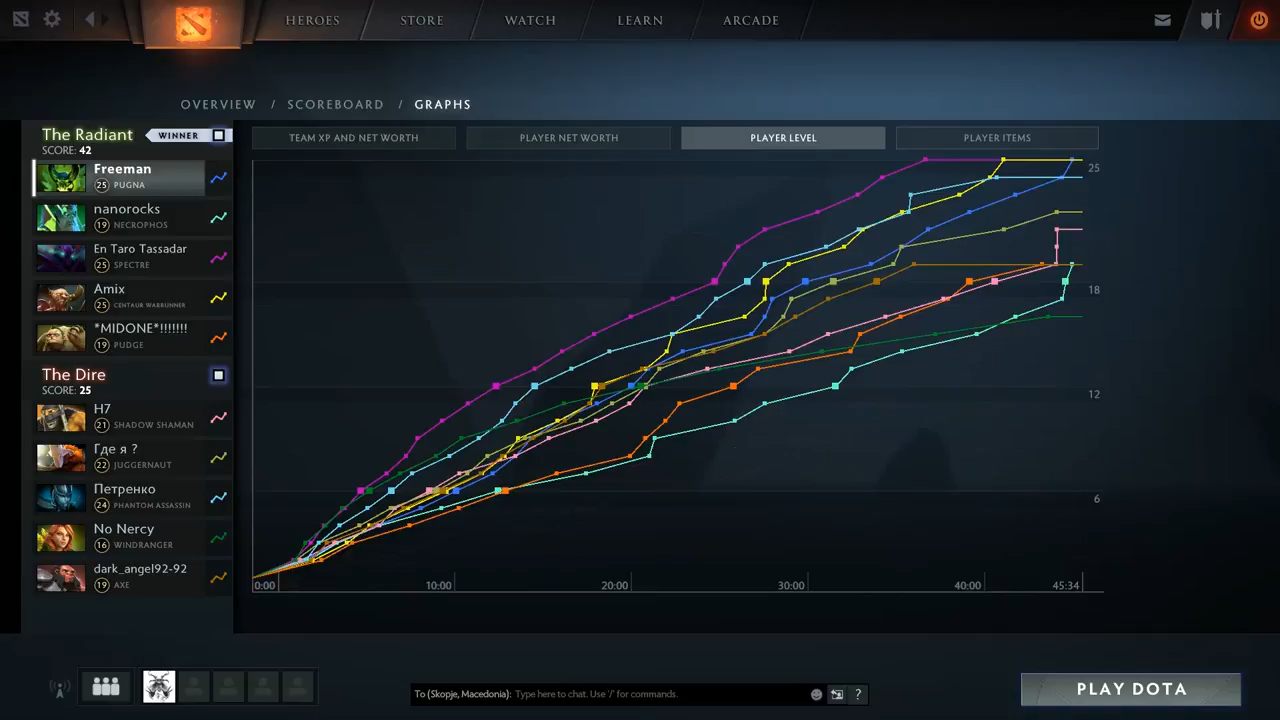 HEROES STORE WATCH LEARN ARCADE
OVERVIEW / SCOREBOARD / GRAPHS
The Radiant WINNER
SCORE: 42
TEAM XP AND NET WORTH PLAYER NET WORTH PLAYER LEVEL PLAYER ITEMS
Freeman
25 PUGNA
nanorocks
19 NECROPHOS
En Taro Tassadar
25 SPECTRE
Amix
25 CENTAUR WARRUNNER
*MIDONE*!!!!!!!
19 PUDGE
The Dire
SCORE: 25
H7
21 SHADOW SHAMAN
Где я ?
22 JUGGERNAUT
Петренко
24 PHANTOM ASSASSIN
No Nercy
16 WINDRANGER
dark_angel92-92
19 AXE
25
18
12
6
0:00 10:00 20:00 30:00 40:00 45:34
To (Skopje, Macedonia): Type here to chat. Use '/' for commands. ?
PLAY DOTA